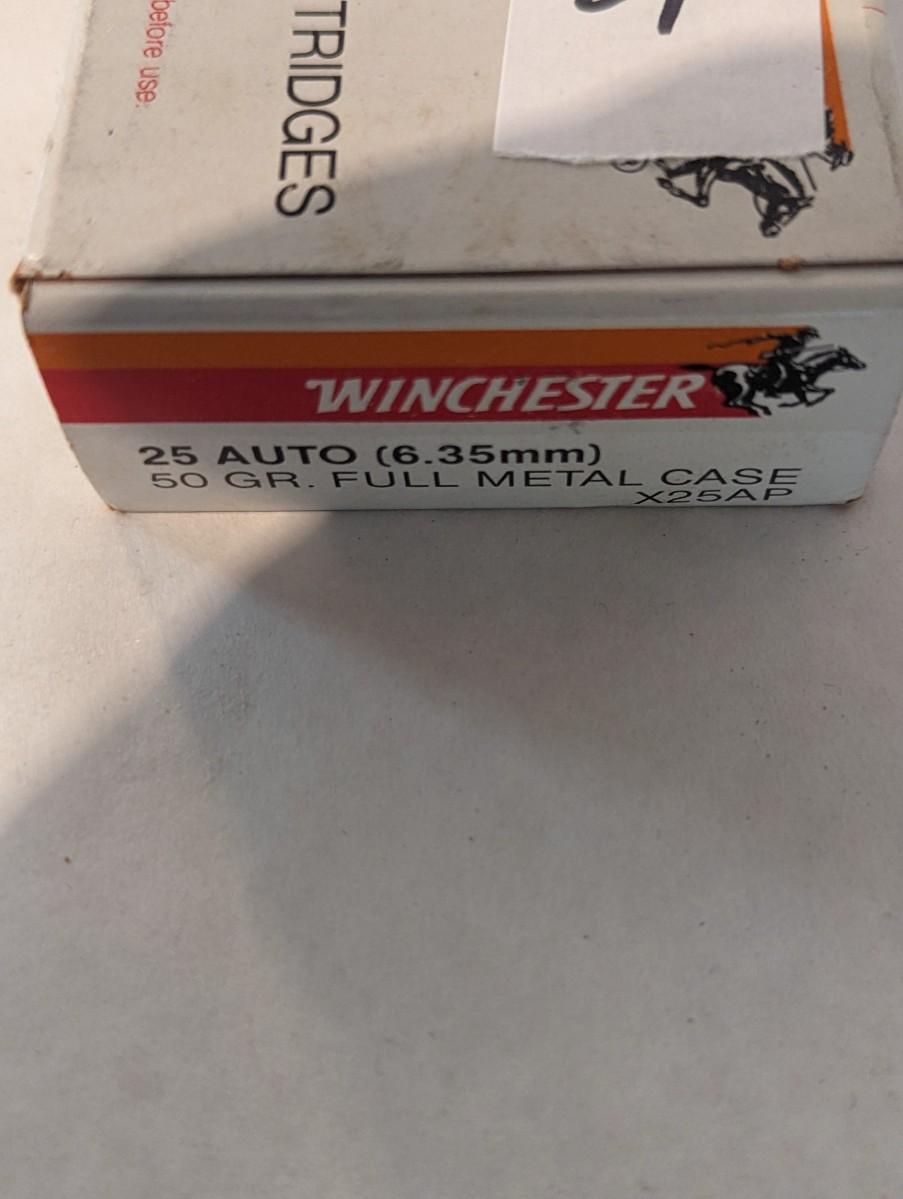 before use.
TRIDGES
WINCHESTER
25 AUTO (6.35mm)
50 GR. FULL METAL CASE
X25AP